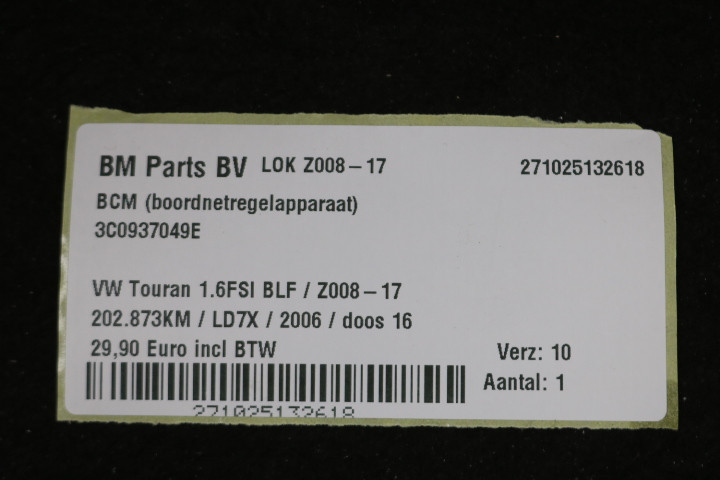 BM Parts BV LOK Z008-17 271025132618
BCM (boordnetregelapparaat)
3C0937049E
VW Touran 1.6FSI BLF / Z008-17
202.873KM / LD7X / 2006 / doos 16
29,90 Euro incl BTW Verz: 10
Aantal: 1
271025132618